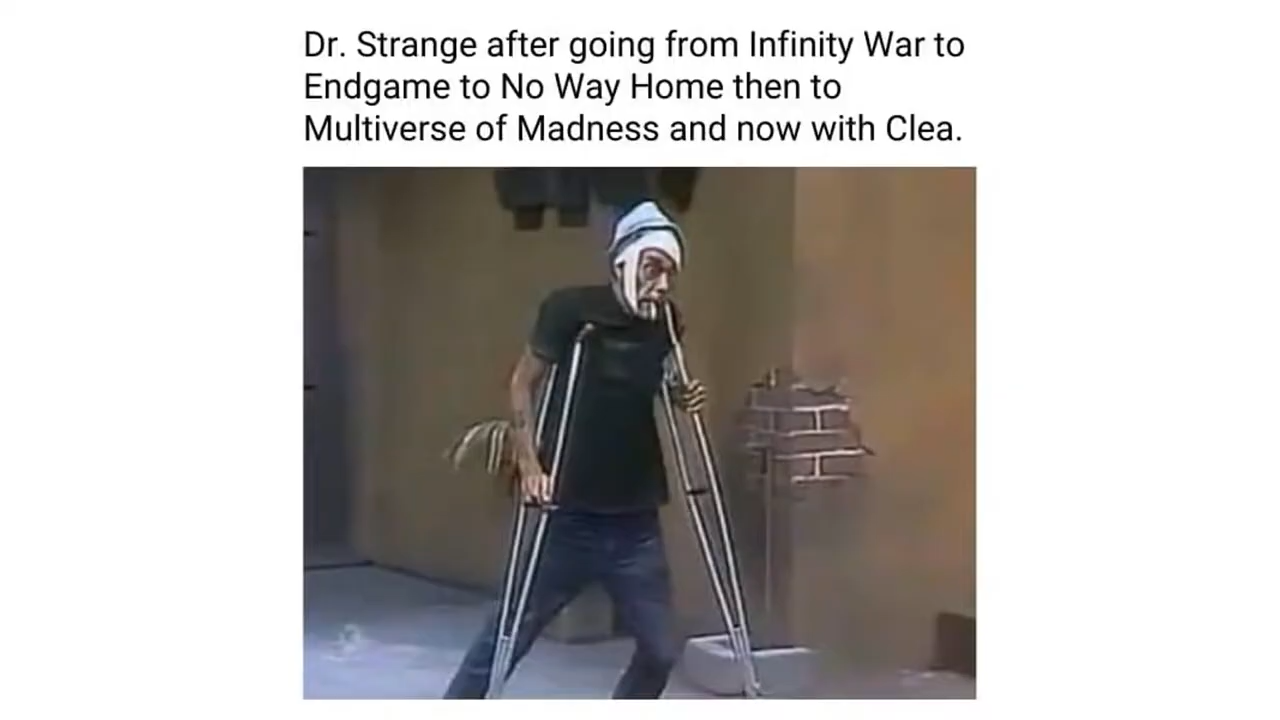 Dr. Strange after going from Infinity War to
Endgame to No Way Home then to
Multiverse of Madness and now with Clea.